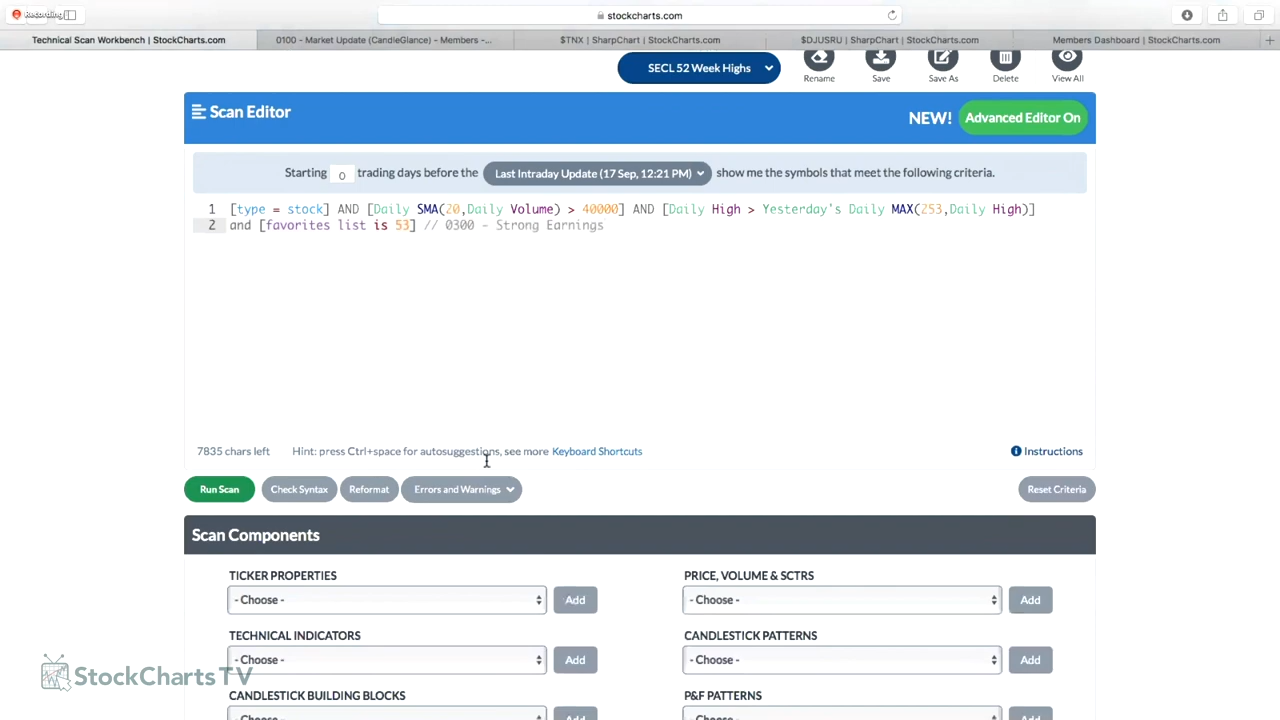 Recording
stockcharts.com
Technical Scan Workbench | StockCharts.com
0100 - Market Update (CandleGlance) - Members -...
$TNX | SharpChart | StockCharts.com
$DJUSRU | SharpChart | StockCharts.com
Members Dashboard | StockCharts.com
SECL 52 Week Highs
Rename
Save
Save As
Delete
View All
Scan Editor
NEW!
Advanced Editor On
Starting 0 trading days before the Last Intraday Update (17 Sep, 12:21 PM) show me the symbols that meet the following criteria.
1 [type = stock] AND [Daily SMA(20,Daily Volume) > 40000] AND [Daily High > Yesterday's Daily MAX(253,Daily High)]
2 and [favorites list is 53] // 0300 - Strong Earnings
7835 chars left
Hint: press Ctrl+space for autosuggestions, see more Keyboard Shortcuts
Instructions
Run Scan
Check Syntax
Reformat
Errors and Warnings
Reset Criteria
Scan Components
TICKER PROPERTIES
PRICE, VOLUME & SCTRS
- Choose -
Add
- Choose -
Add
TECHNICAL INDICATORS
CANDLESTICK PATTERNS
- Choose -
Add
- Choose -
Add
StockChartsTV
CANDLESTICK BUILDING BLOCKS
P&F PATTERNS
- Choose -
Add
- Choose -
Add